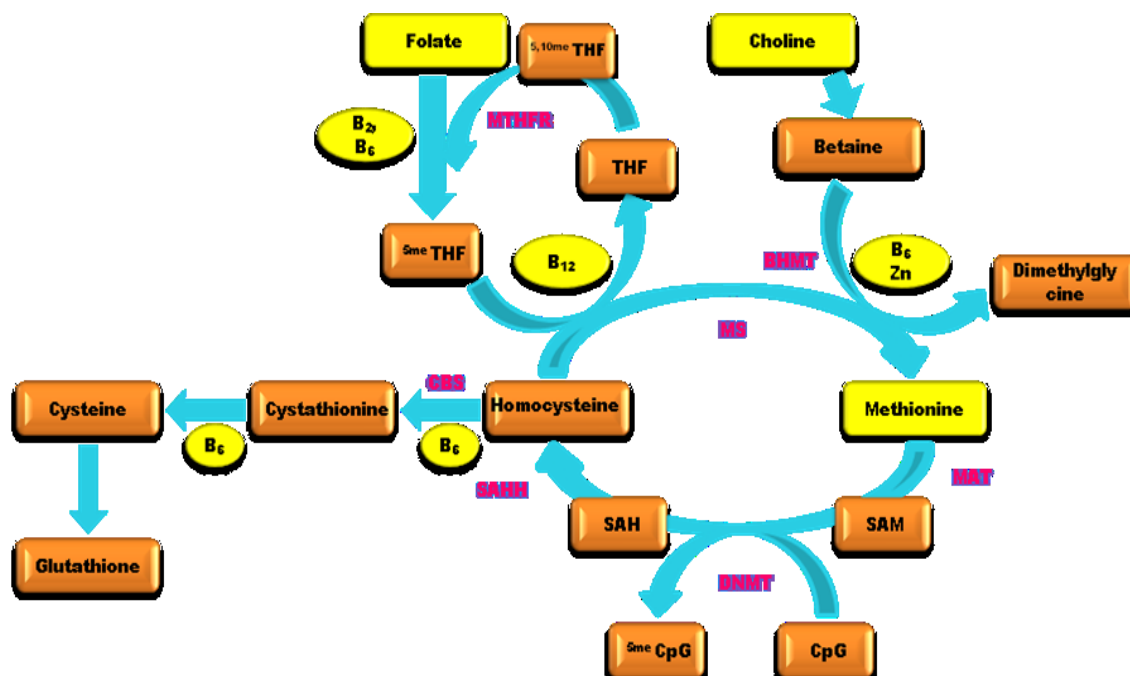 Folate
5,10me THF
Choline
B2,
B6
MTHFR
Betaine
THF
5me THF
B12
BHMT
B6
Zn
Dimethylgly
cine
MS
CBS
Cysteine
Cystathionine
Homocysteine
Methionine
B6
B6
SAHH
MAT
SAH
SAM
Glutathione
DNMT
5me CpG
CpG